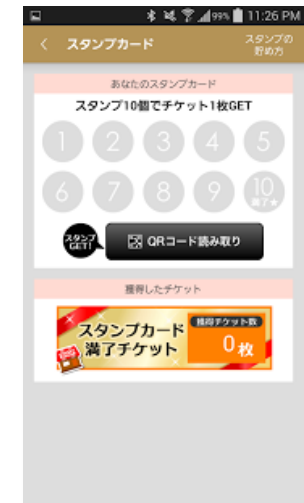 99% 11:26 PM
スタンプカード
スタンプの
貯め方
あなたのスタンプカード
スタンプ10個でチケット1枚GET
1 2 3 4 5
6 7 8 9 10
満了★
スタンプ
GET!
QRコード読み取り
獲得したチケット
スタンプカード
満了チケット
獲得チケット数
0枚